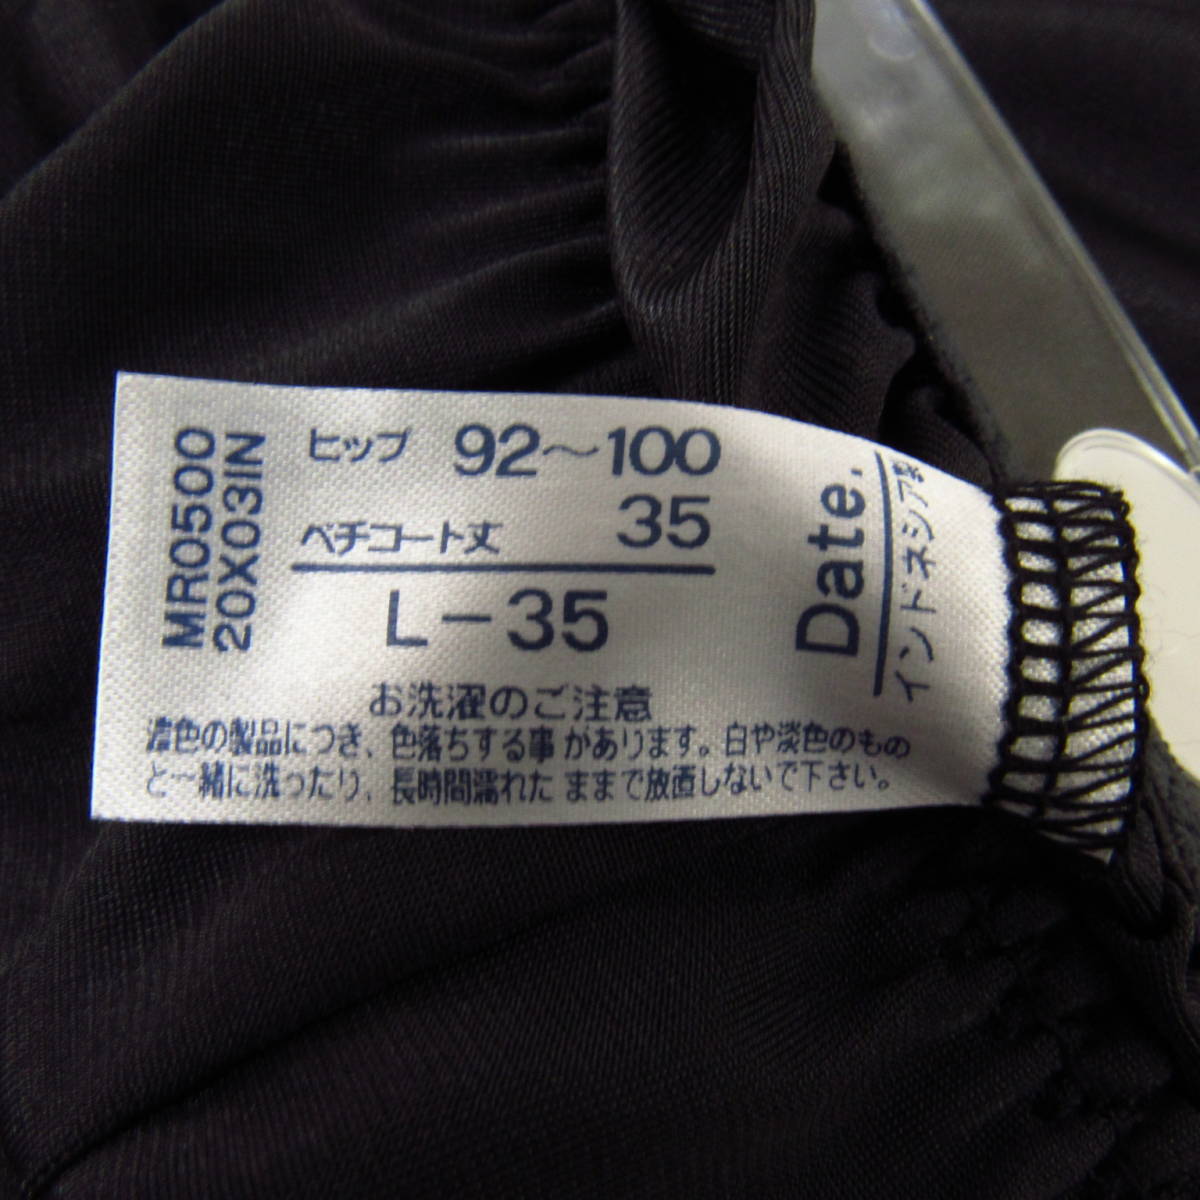 MR0500
20X03IN
ヒップ 92～100
ペチコート丈 35
L-35
お洗濯のご注意
濃色の製品につき、色落ちする事があります。白や淡色のもの
と一緒に洗ったり、長時間濡れたままで放置しないで下さい。
Date.
インドネシア製